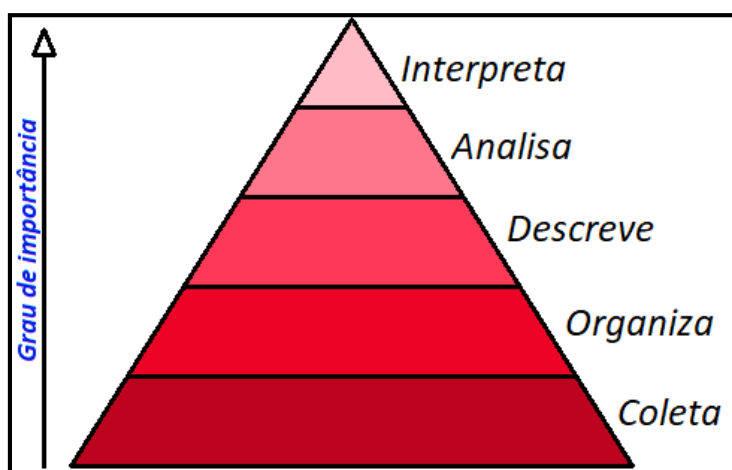 Interpreta
Analisa
Descreve
Organiza
Coleta
Grau de importância